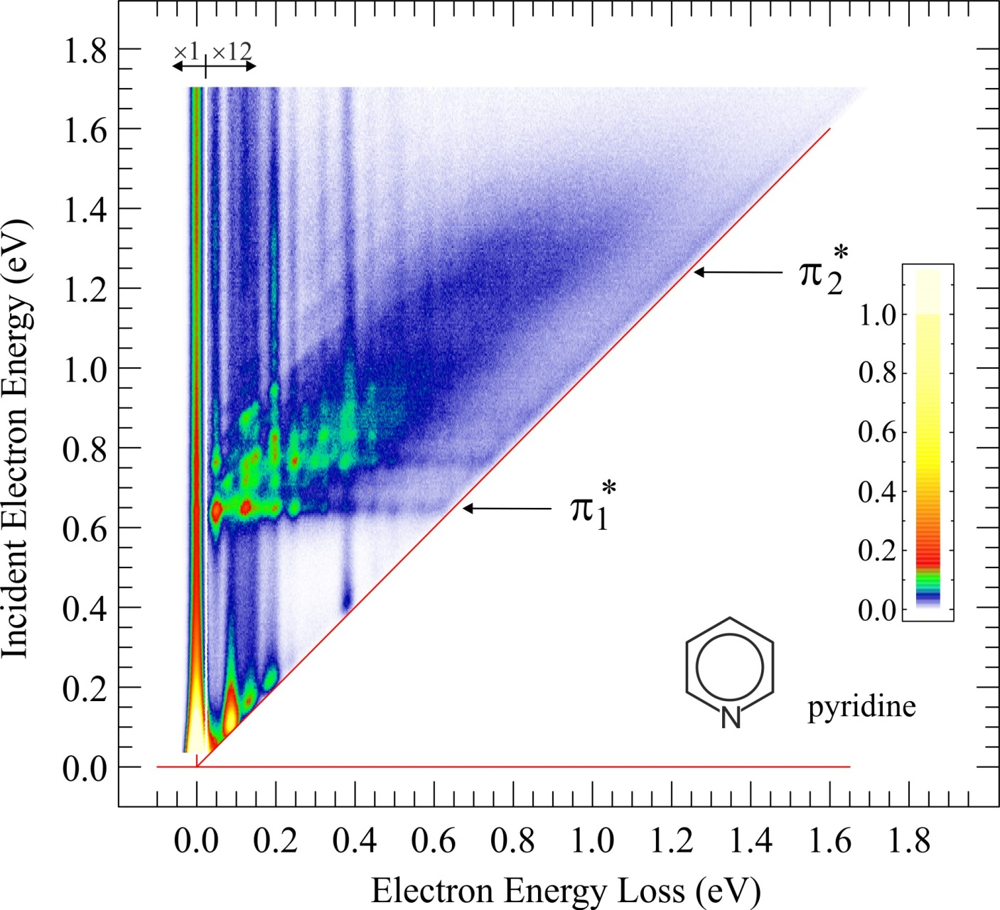 ×1 ×12
1.8
1.6
1.4
1.2
1.0
0.8
0.6
0.4
0.2
0.0
Incident Electron Energy (eV)
π2*
π1*
1.0
0.8
0.6
0.4
0.2
0.0
N
pyridine
0.0 0.2 0.4 0.6 0.8 1.0 1.2 1.4 1.6 1.8
Electron Energy Loss (eV)